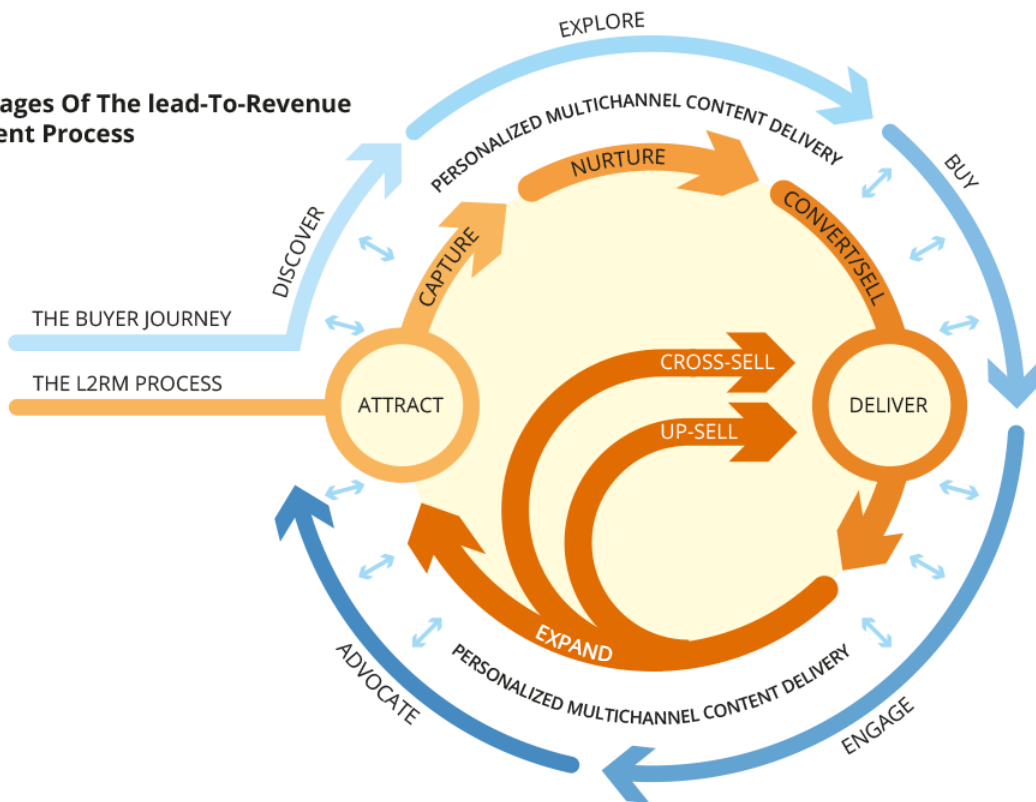 ages Of The lead-To-Revenue
ent Process
EXPLORE
PERSONALIZED MULTICHANNEL CONTENT DELIVERY
NURTURE
BUY
DISCOVER
CAPTURE
CONVERT/SELL
THE BUYER JOURNEY
THE L2RM PROCESS
ATTRACT
CROSS-SELL
UP-SELL
DELIVER
EXPAND
PERSONALIZED MULTICHANNEL CONTENT DELIVERY
ADVOCATE
ENGAGE